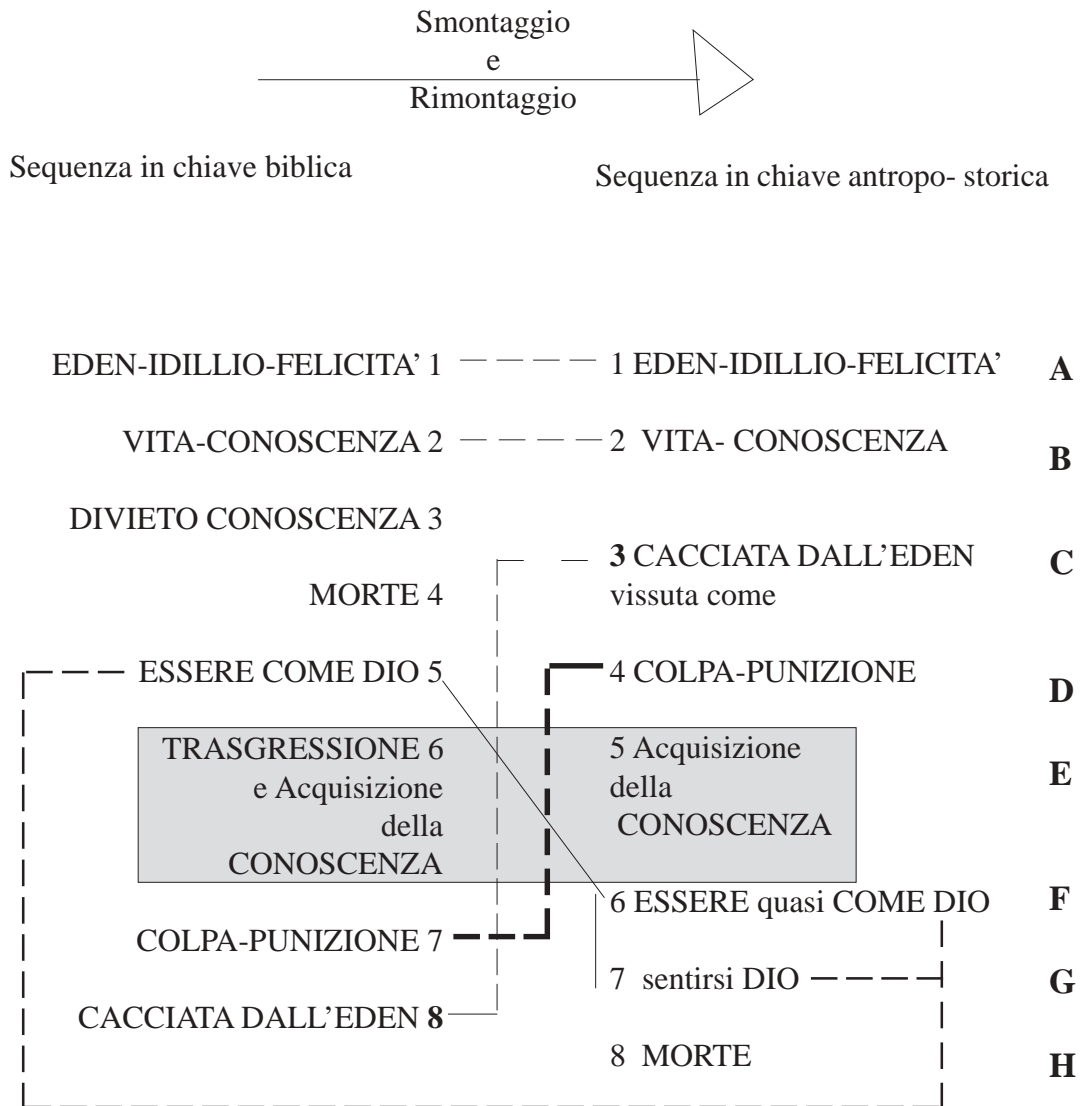 Smontaggio
e
Rimontaggio
Sequenza in chiave biblica
Sequenza in chiave antropo- storica
EDEN-IDILLIO-FELICITA’ 1
1 EDEN-IDILLIO-FELICITA’
A
VITA-CONOSCENZA 2
2 VITA- CONOSCENZA
B
DIVIETO CONOSCENZA 3
3 CACCIATA DALL’EDEN
vissuta come
C
MORTE 4
ESSERE COME DIO 5
4 COLPA-PUNIZIONE
D
TRASGRESSIONE 6
e Acquisizione
della
CONOSCENZA
5 Acquisizione
della
CONOSCENZA
E
6 ESSERE quasi COME DIO
F
COLPA-PUNIZIONE 7
7 sentirsi DIO
G
CACCIATA DALL’EDEN 8
8 MORTE
H